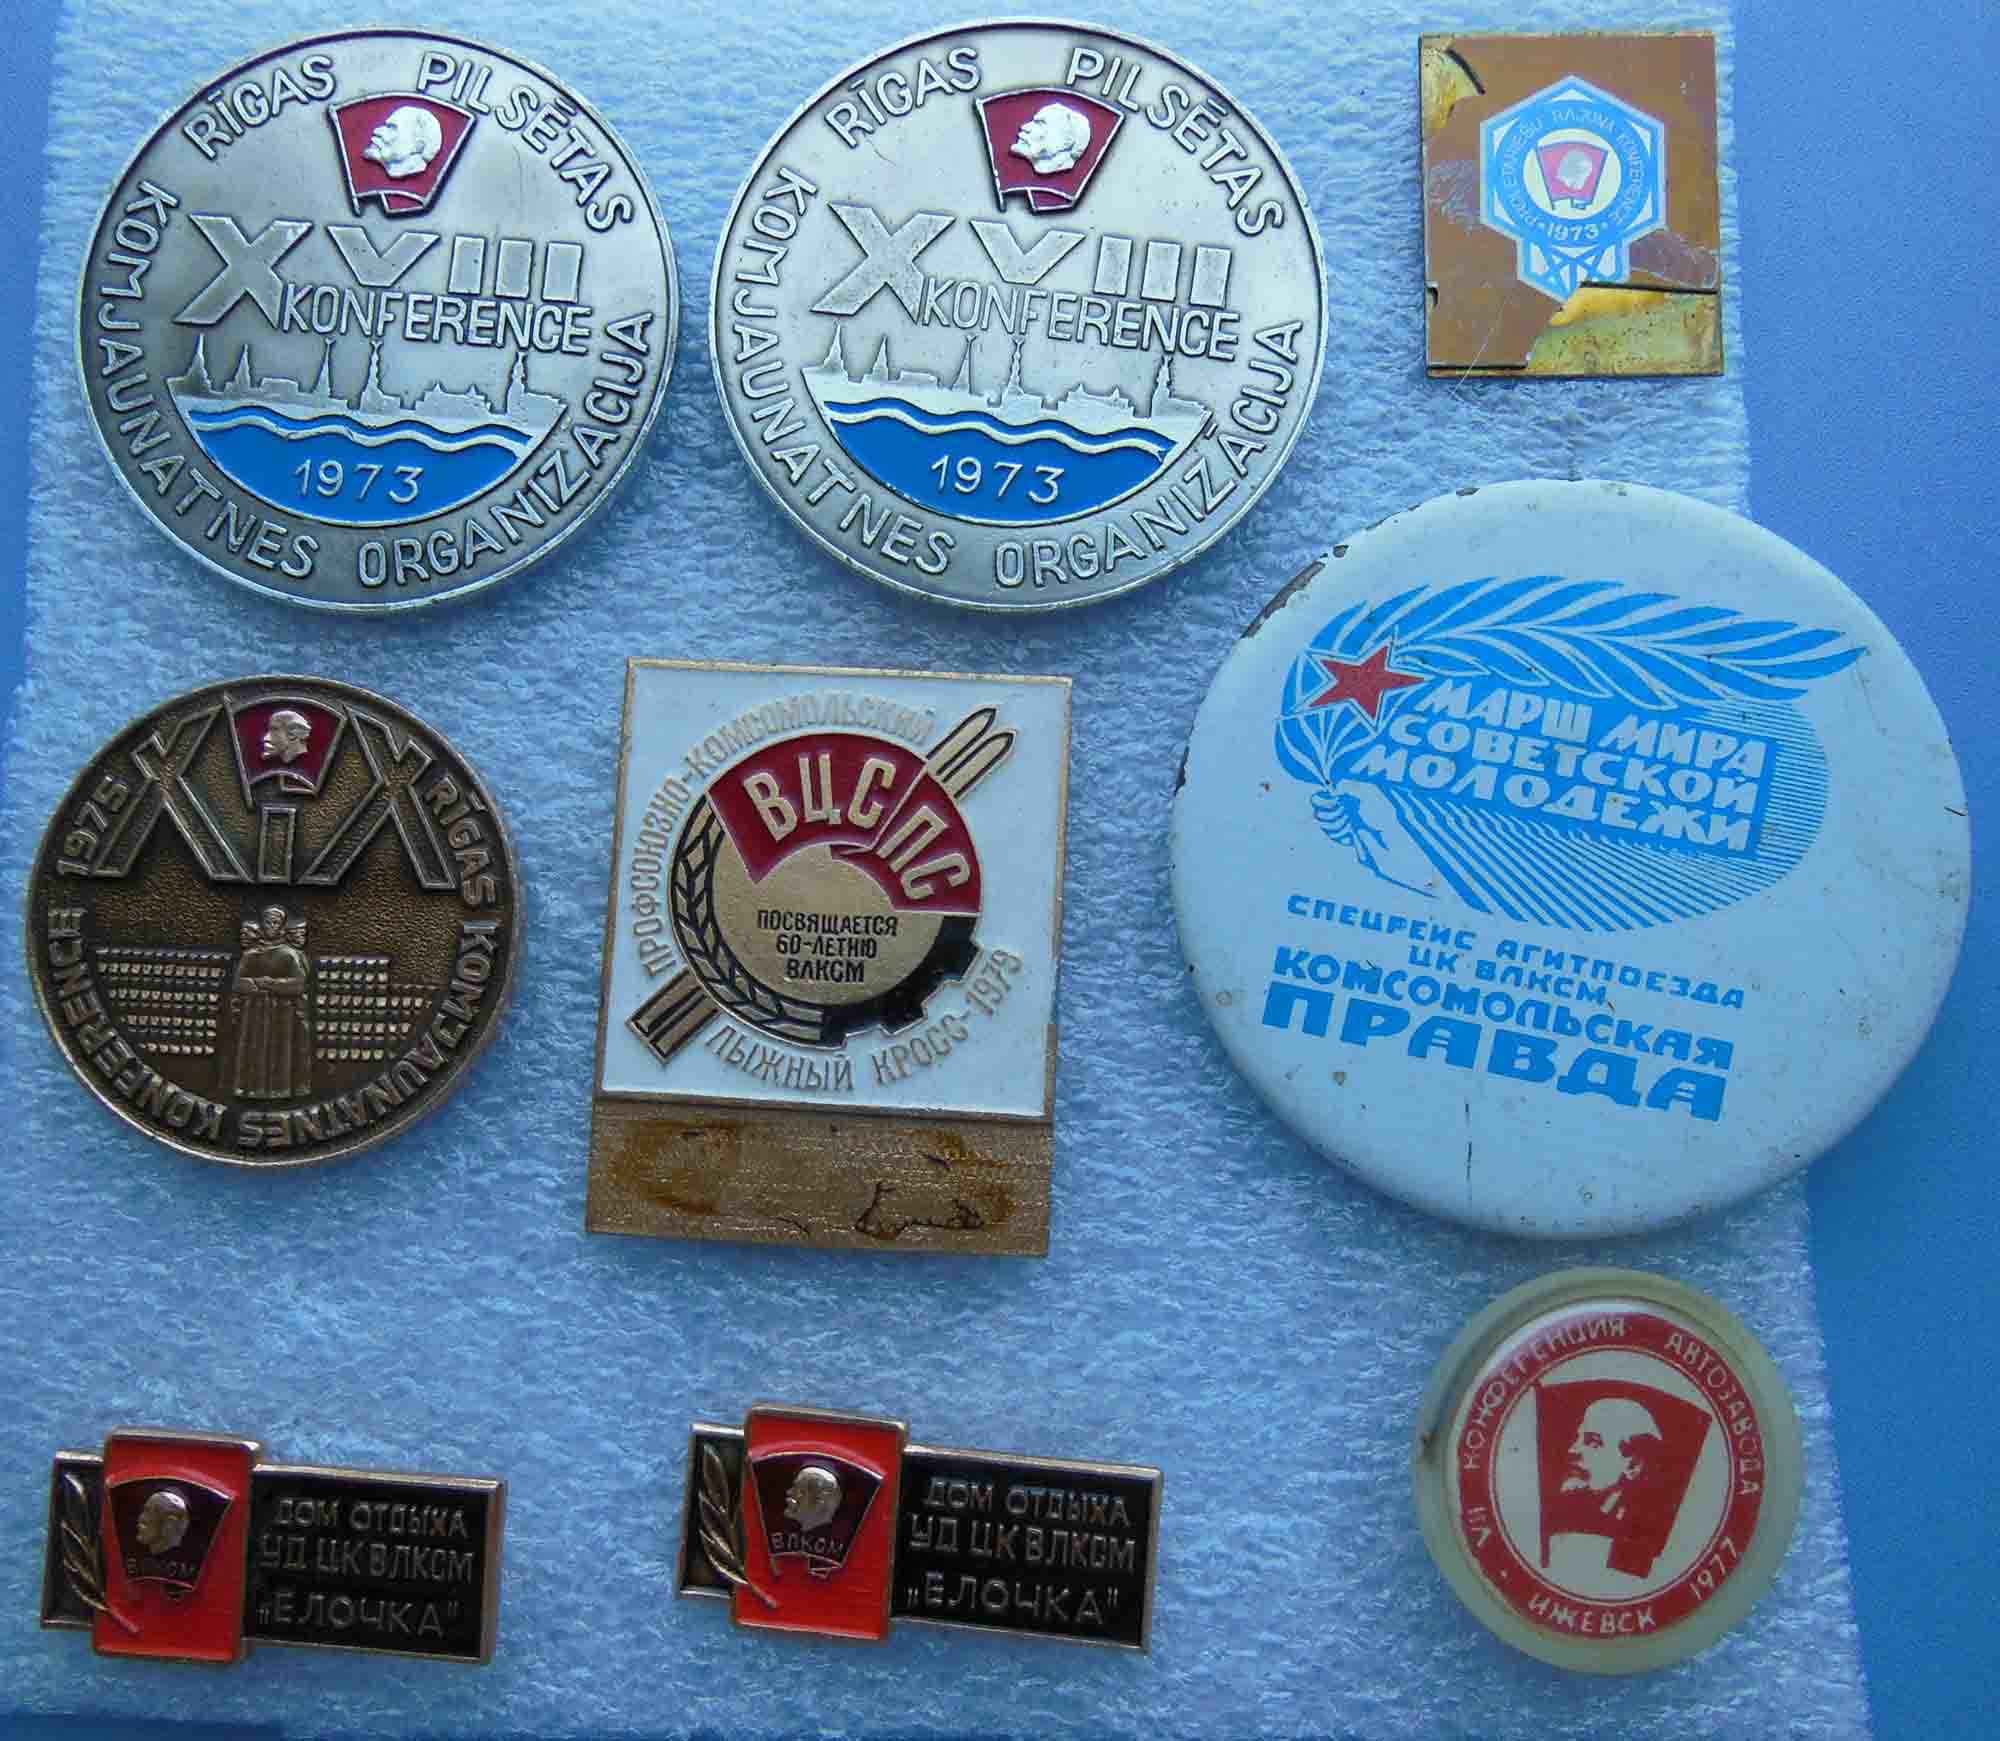 RĪGAS PILSĒTAS
KOMJAUNATNES ORGANIZĀCIJA
XVIII
KONFERENCE
1973
RĪGAS PILSĒTAS
KOMJAUNATNES ORGANIZĀCIJA
XVIII
KONFERENCE
1973
RAJONA KONFERENCE
·1973·
XIX
RĪGAS KOMJAUNATNES KONFERENCE 1975
ПРОФСОЮЗНО-КОМСОМОЛЬСКИЙ
ВЦСПС
ПОСВЯЩАЕТСЯ
60-ЛЕТИЮ
ВЛКСМ
ЛЫЖНЫЙ КРОСС-1979
МАРШ МИРА
СОВЕТСКОЙ
МОЛОДЕЖИ
СПЕЦРЕЙС АГИТПОЕЗДА
ЦК ВЛКСМ
КОМСОМОЛЬСКАЯ
ПРАВДА
ВЛКСМ
ДОМ ОТДЫХА
УД ЦК ВЛКСМ
„ЕЛОЧКА"
ВЛКСМ
ДОМ ОТДЫХА
УД ЦК ВЛКСМ
„ЕЛОЧКА"
VII КОНФЕРЕНЦИЯ АВТОЗАВОДА 1977
· ИЖЕВСК